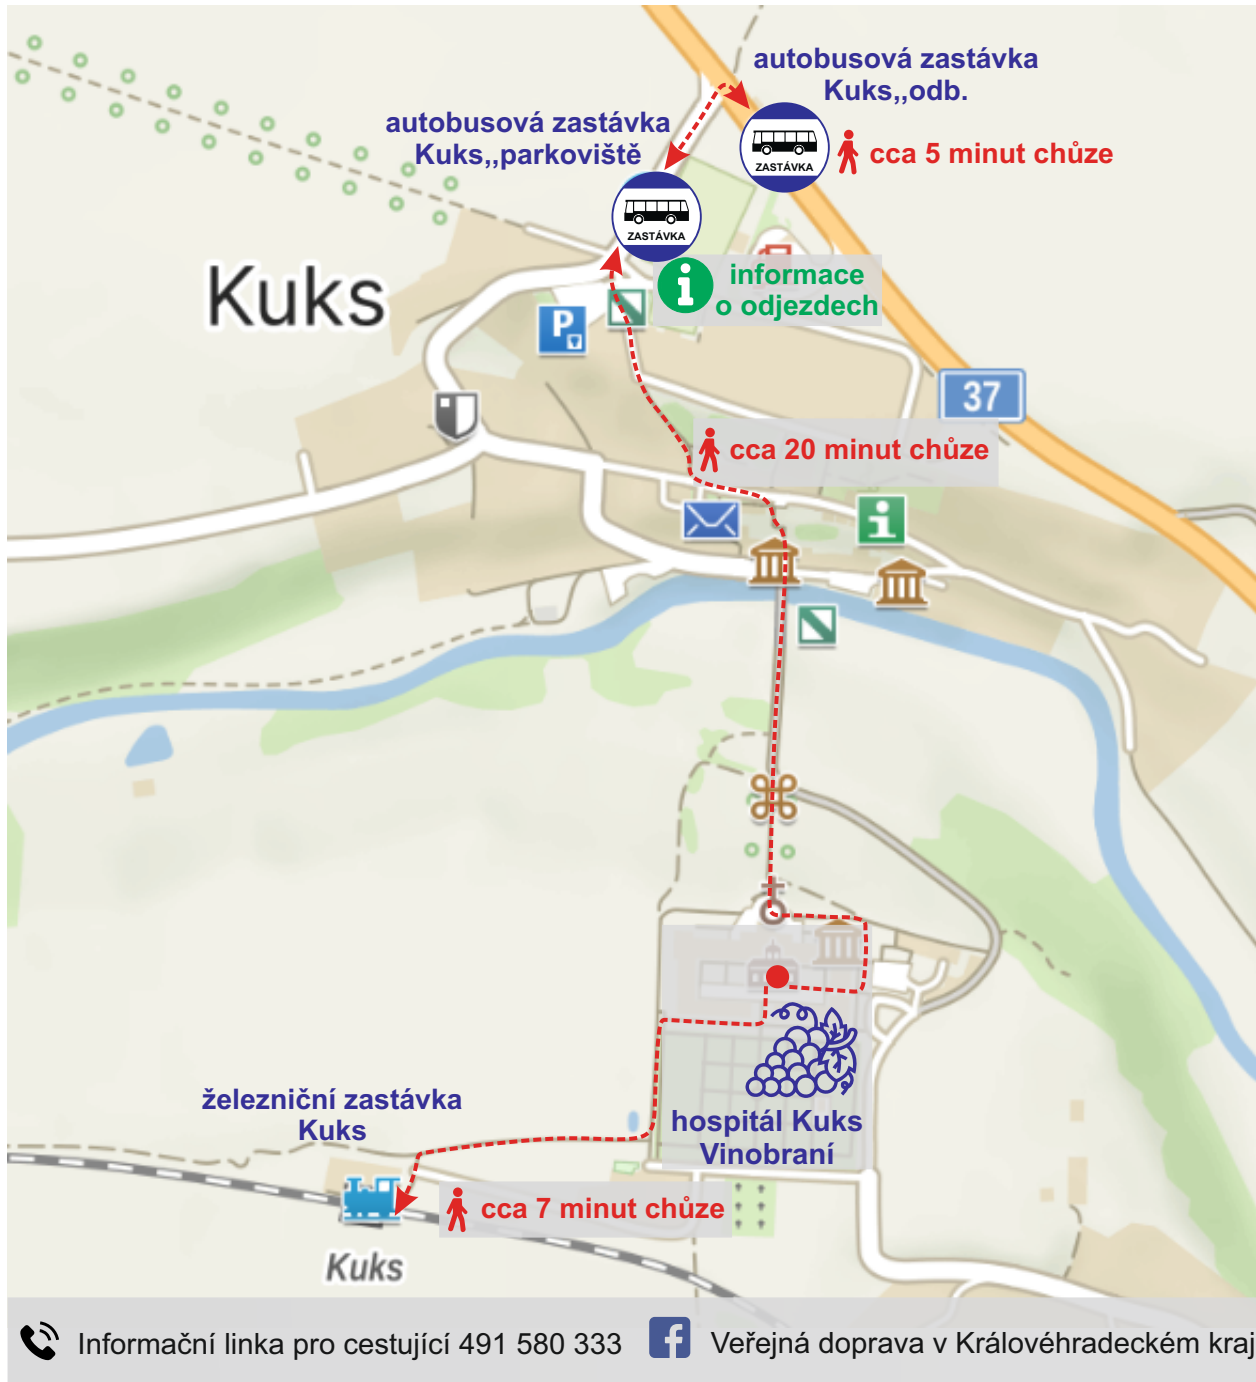 autobusová zastávka
Kuks,,odb.
autobusová zastávka
Kuks,,parkoviště
ZASTÁVKA
cca 5 minut chůze
ZASTÁVKA
Kuks
informace
o odjezdech
P
37
cca 20 minut chůze
železniční zastávka
Kuks
hospitál Kuks
Vinobraní
cca 7 minut chůze
Kuks
Informační linka pro cestující 491 580 333
Veřejná doprava v Královéhradeckém kraj